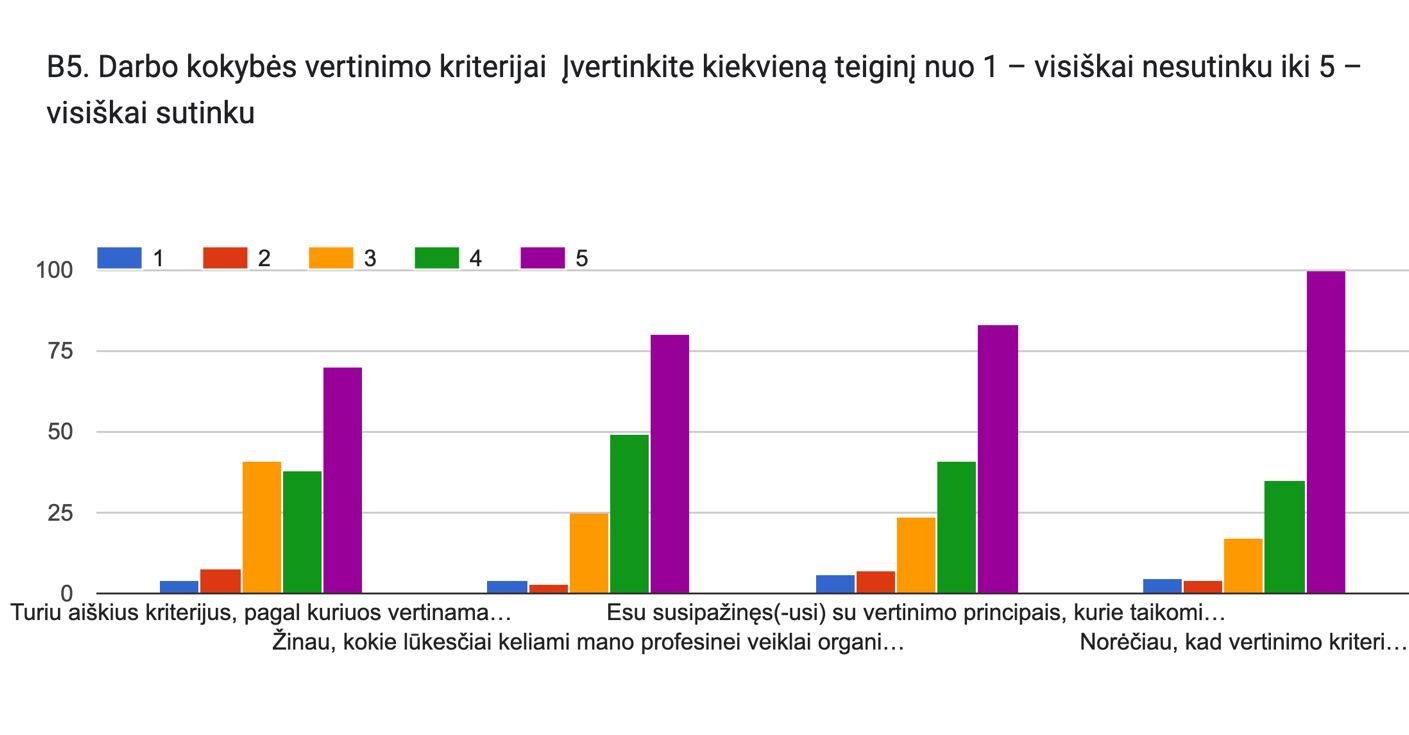 B5. Darbo kokybės vertinimo kriterijai  Įvertinkite kiekvieną teiginį nuo 1 – visiškai nesutinku iki 5 –
visiškai sutinku
1 2 3 4 5
100
75
50
25
0
Turiu aiškius kriterijus, pagal kuriuos vertinama…
Esu susipažinęs(-usi) su vertinimo principais, kurie taikomi…
Žinau, kokie lūkesčiai keliami mano profesinei veiklai organi…
Norėčiau, kad vertinimo kriteri…